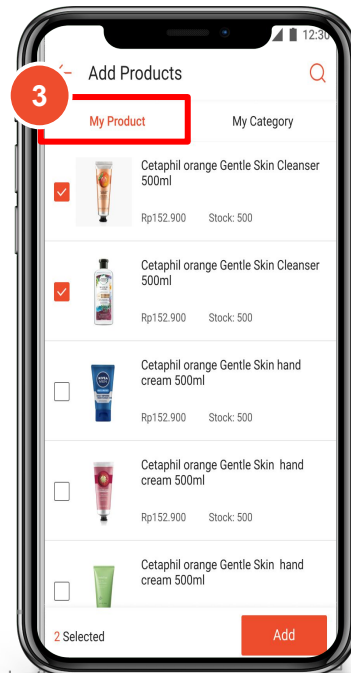 12:30
Add Products
3
My Product
My Category
Cetaphil orange Gentle Skin Cleanser
500ml
Rp152.900 Stock: 500
Cetaphil orange Gentle Skin Cleanser
500ml
Rp152.900 Stock: 500
Cetaphil orange Gentle Skin hand
cream 500ml
NIVEA
Rp152.900 Stock: 500
Cetaphil orange Gentle Skin hand
cream 500ml
Rp152.900 Stock: 500
Cetaphil orange Gentle Skin hand
cream 500ml
2 Selected
Add